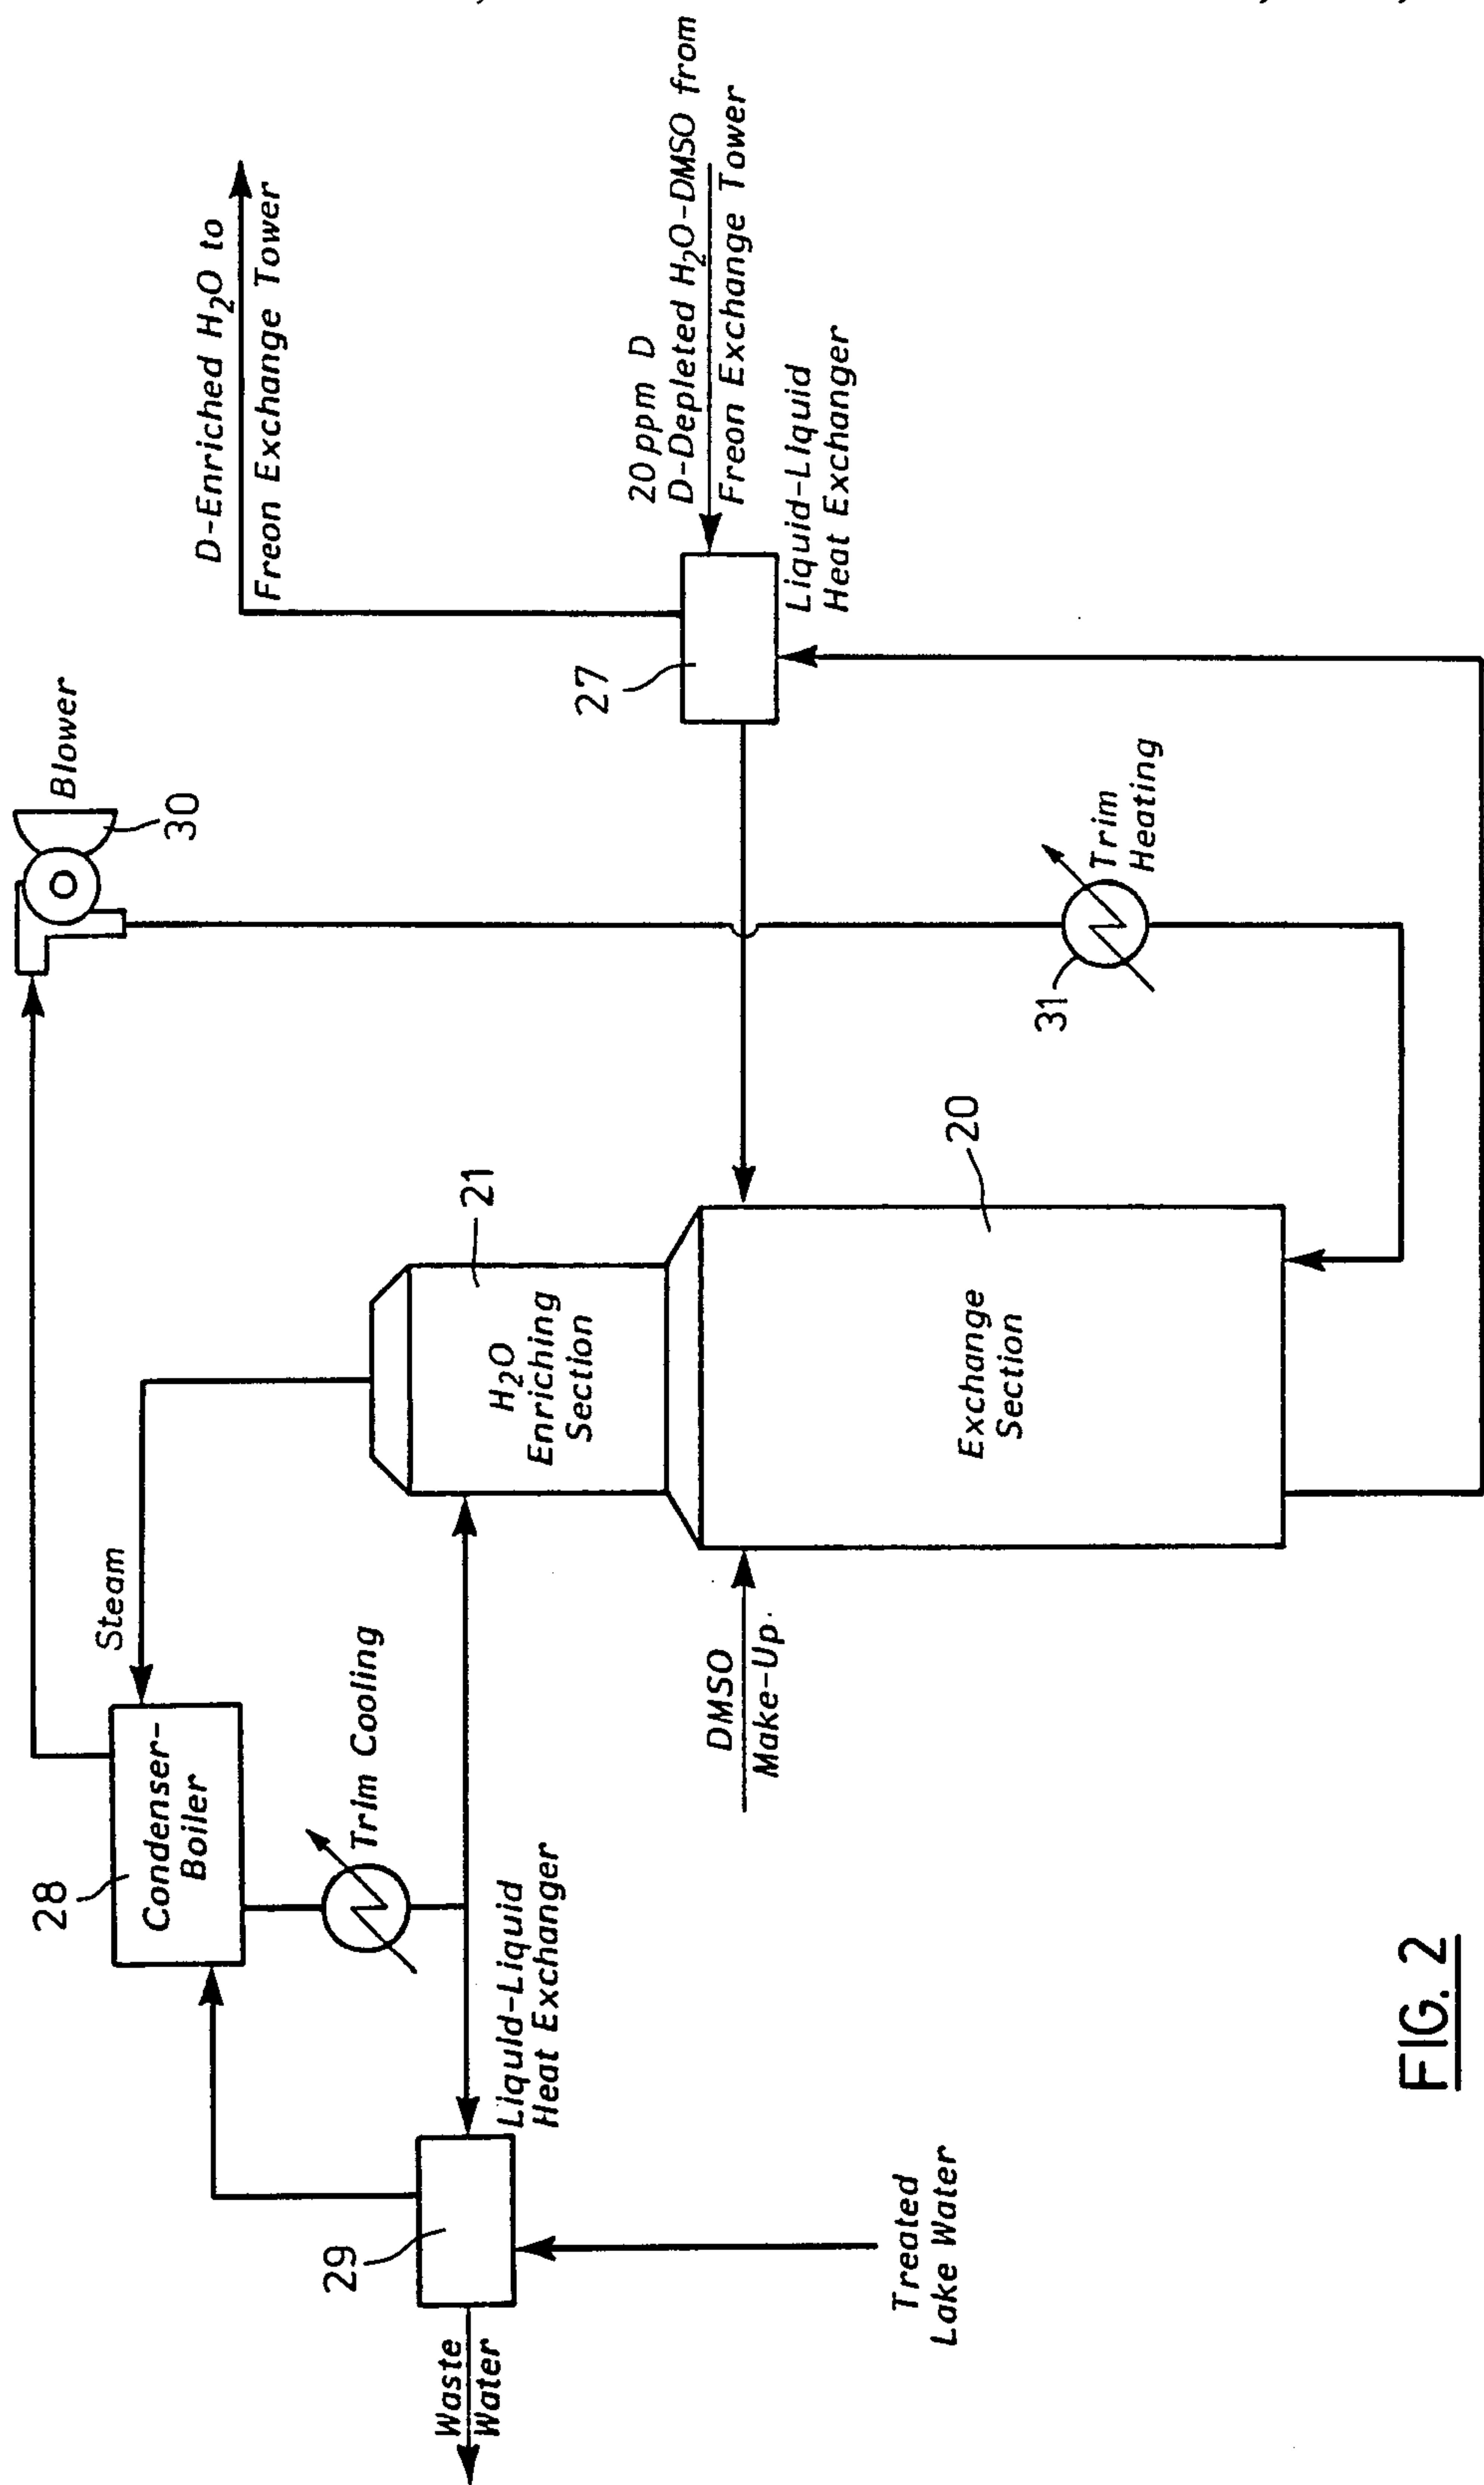 Blower
30
D-Enriched H₂O to
Freon Exchange Tower
Steam
28
Condenser-
Boiler
Trim Cooling
21
H₂O
Enriching
Section
27
20 ppm D
D-Depleted H₂O-DMSO from
Freon Exchange Tower
Liquid-Liquid
Heat Exchanger
29
Liquid-Liquid
Heat Exchanger
Waste
Water
DMSO
Make-Up
20
Exchange
Section
31
Trim
Heating
Treated
Lake Water
FIG. 2